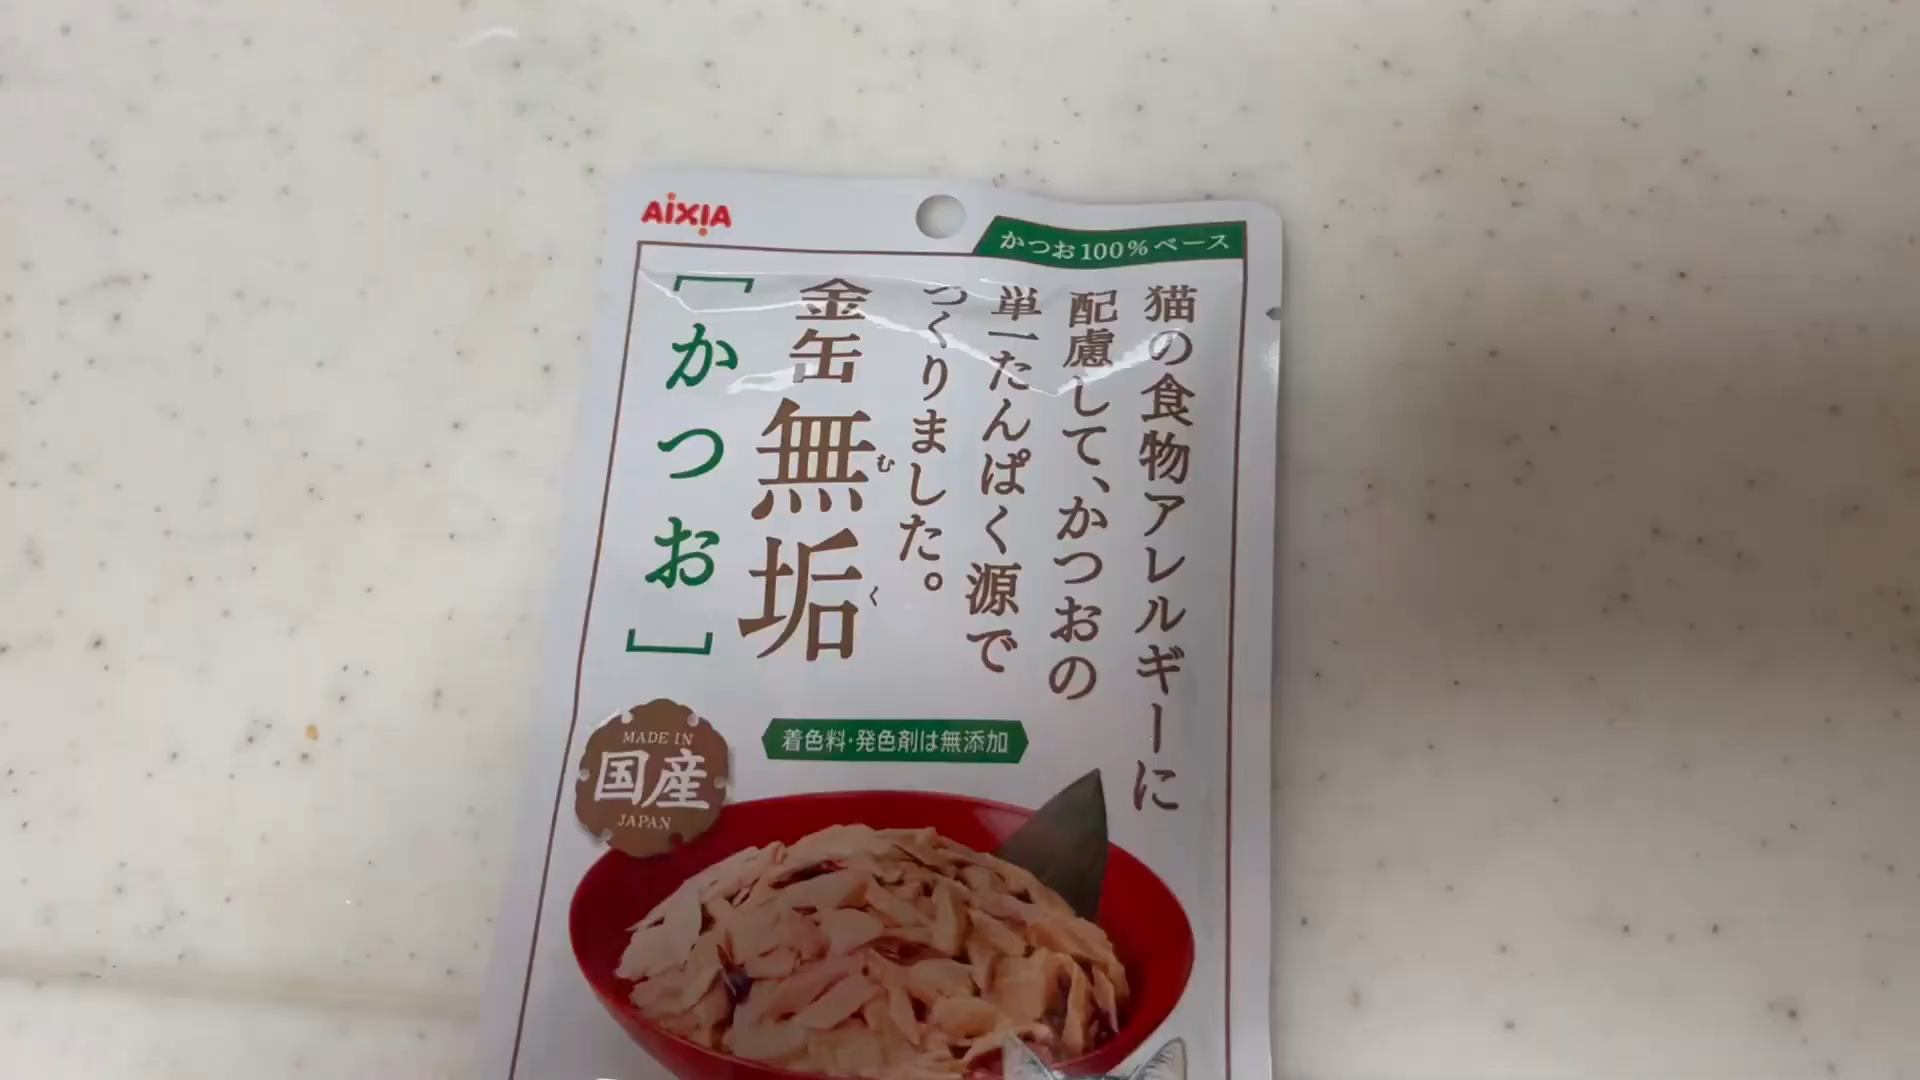 AIXIA
かつお100%ベース
猫の食物アレルギーに
配慮して、かつおの
単一たんぱく源で
つくりました。
金缶 無垢
むく
[かつお]
着色料・発色剤は無添加
MADE IN
国産
JAPAN